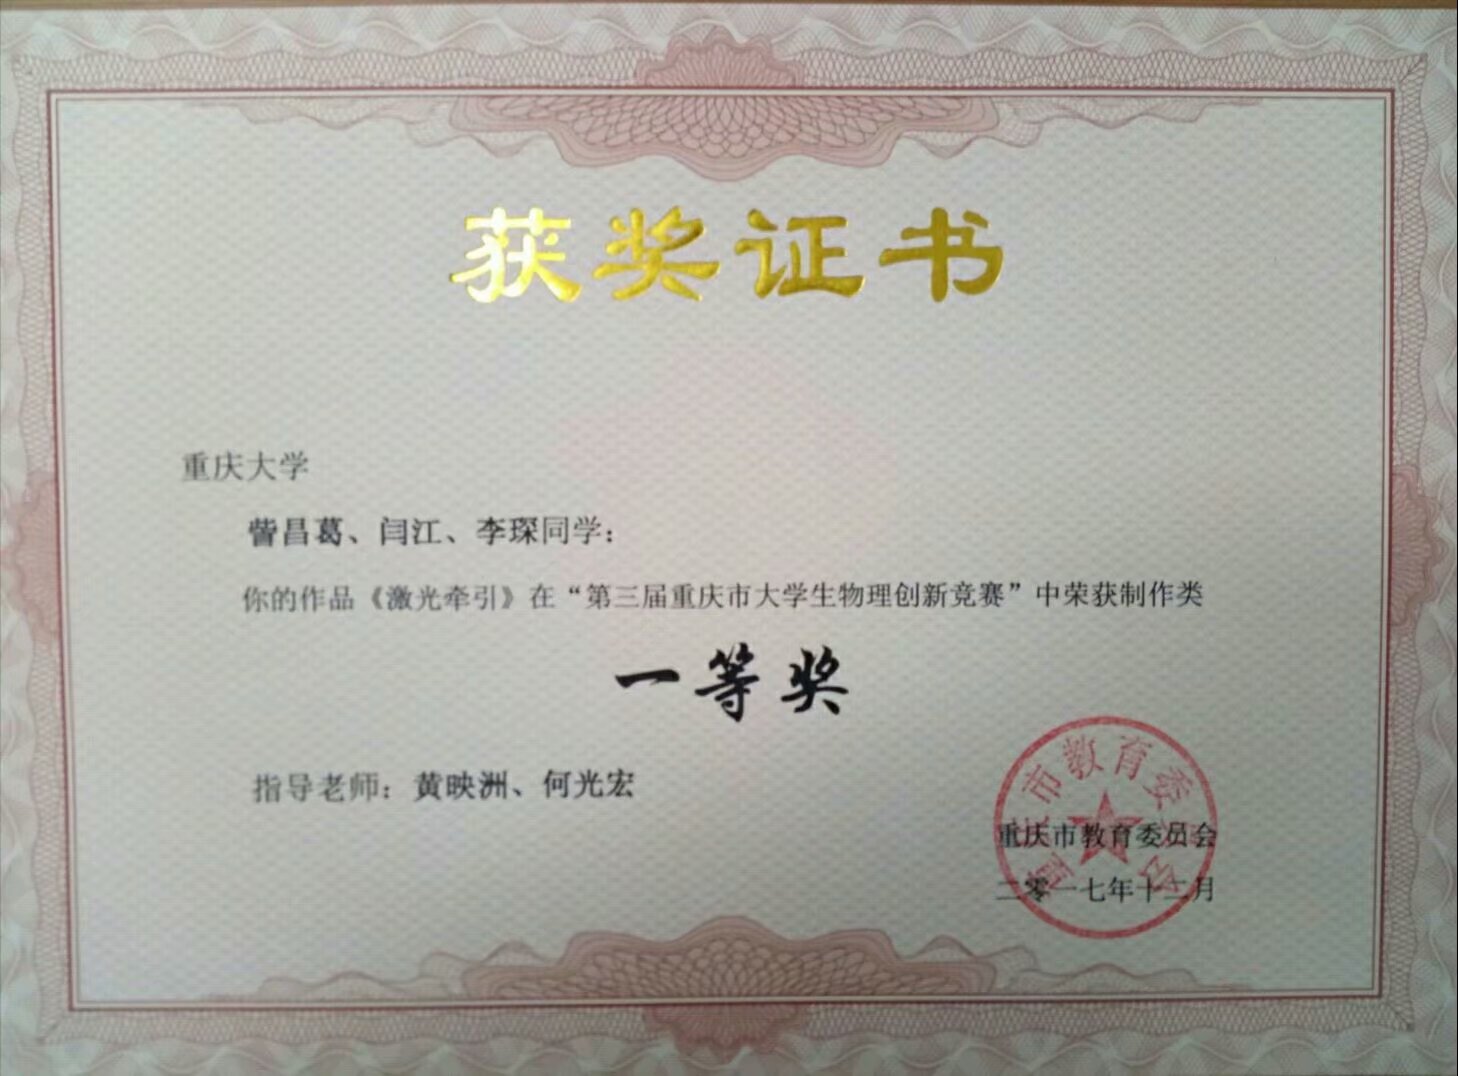 获奖证书
重庆大学
訾昌葛、闫江、李琛同学：
你的作品《激光牵引》在“第三届重庆市大学生物理创新竞赛”中荣获制作类
一等奖
指导老师：黄映洲、何光宏
重庆市教育委员会
重庆市教育委员会
二零一七年十二月